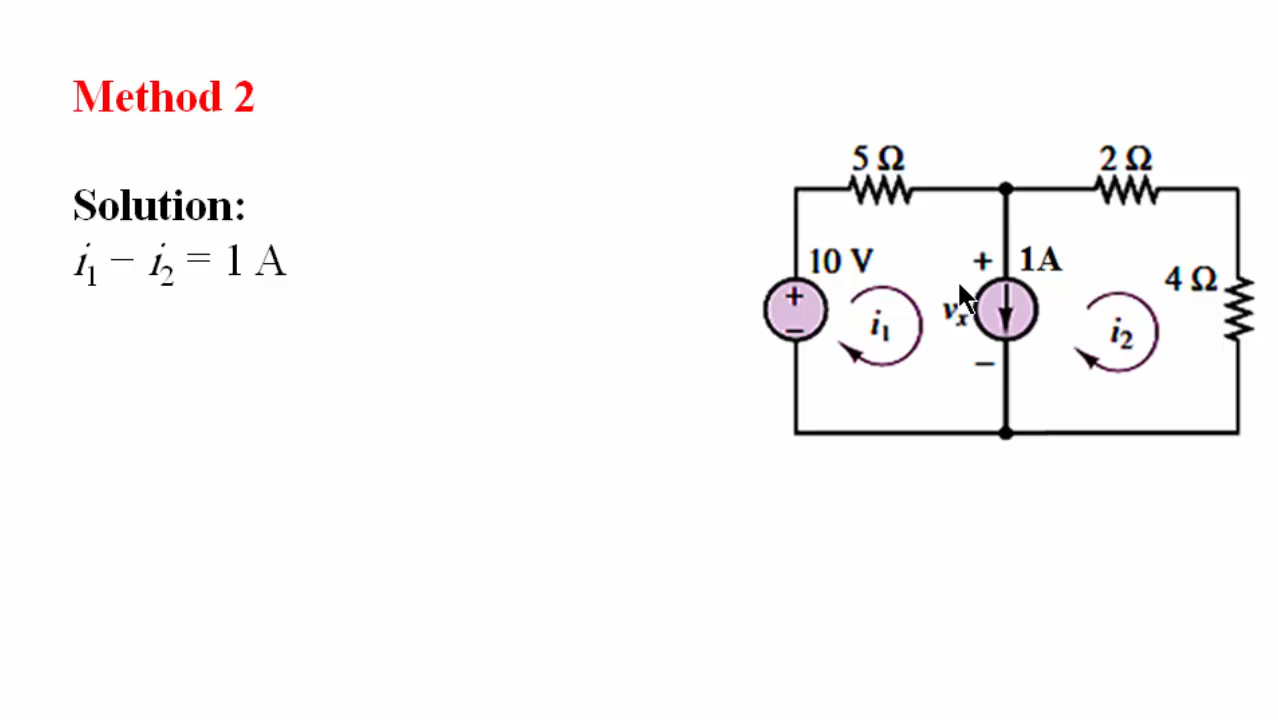 Method 2
Solution:
i₁ − i₂ = 1 A
5 Ω
2 Ω
10 V
+
1A
4 Ω
+
−
i₁
vₓ
i₂
−